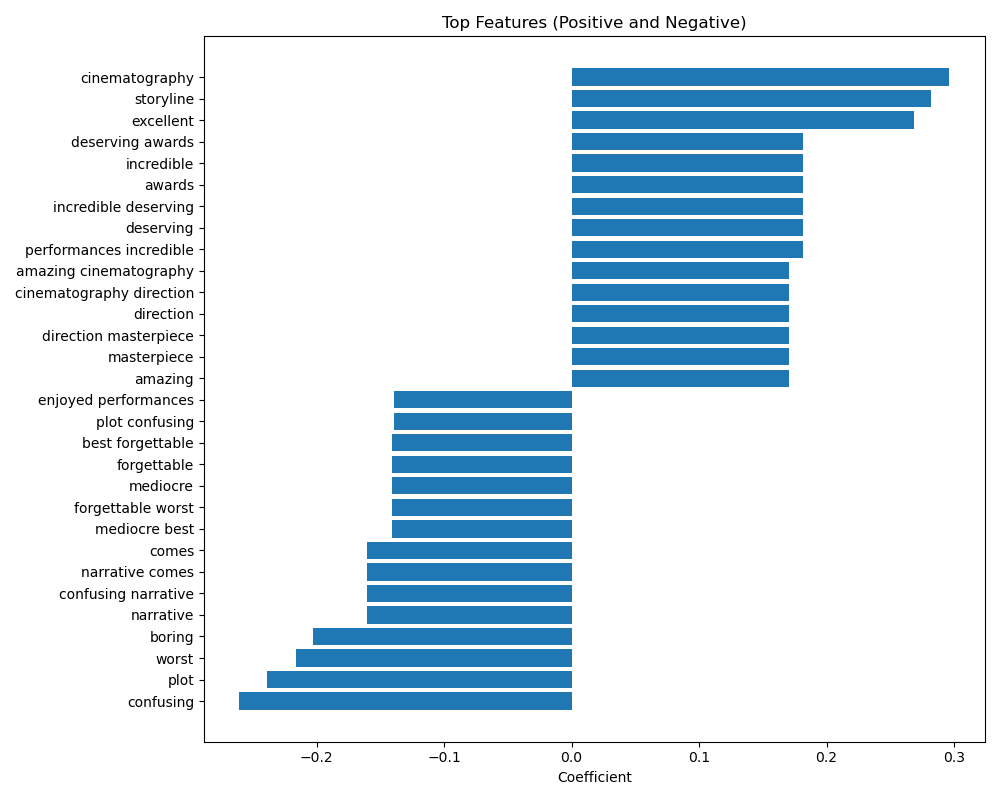 Top Features (Positive and Negative)
cinematography
storyline
excellent
deserving awards
incredible
awards
incredible deserving
deserving
performances incredible
amazing cinematography
cinematography direction
direction
direction masterpiece
masterpiece
amazing
enjoyed performances
plot confusing
best forgettable
forgettable
mediocre
forgettable worst
mediocre best
comes
narrative comes
confusing narrative
narrative
boring
worst
plot
confusing
−0.2 −0.1 0.0 0.1 0.2 0.3
Coefficient